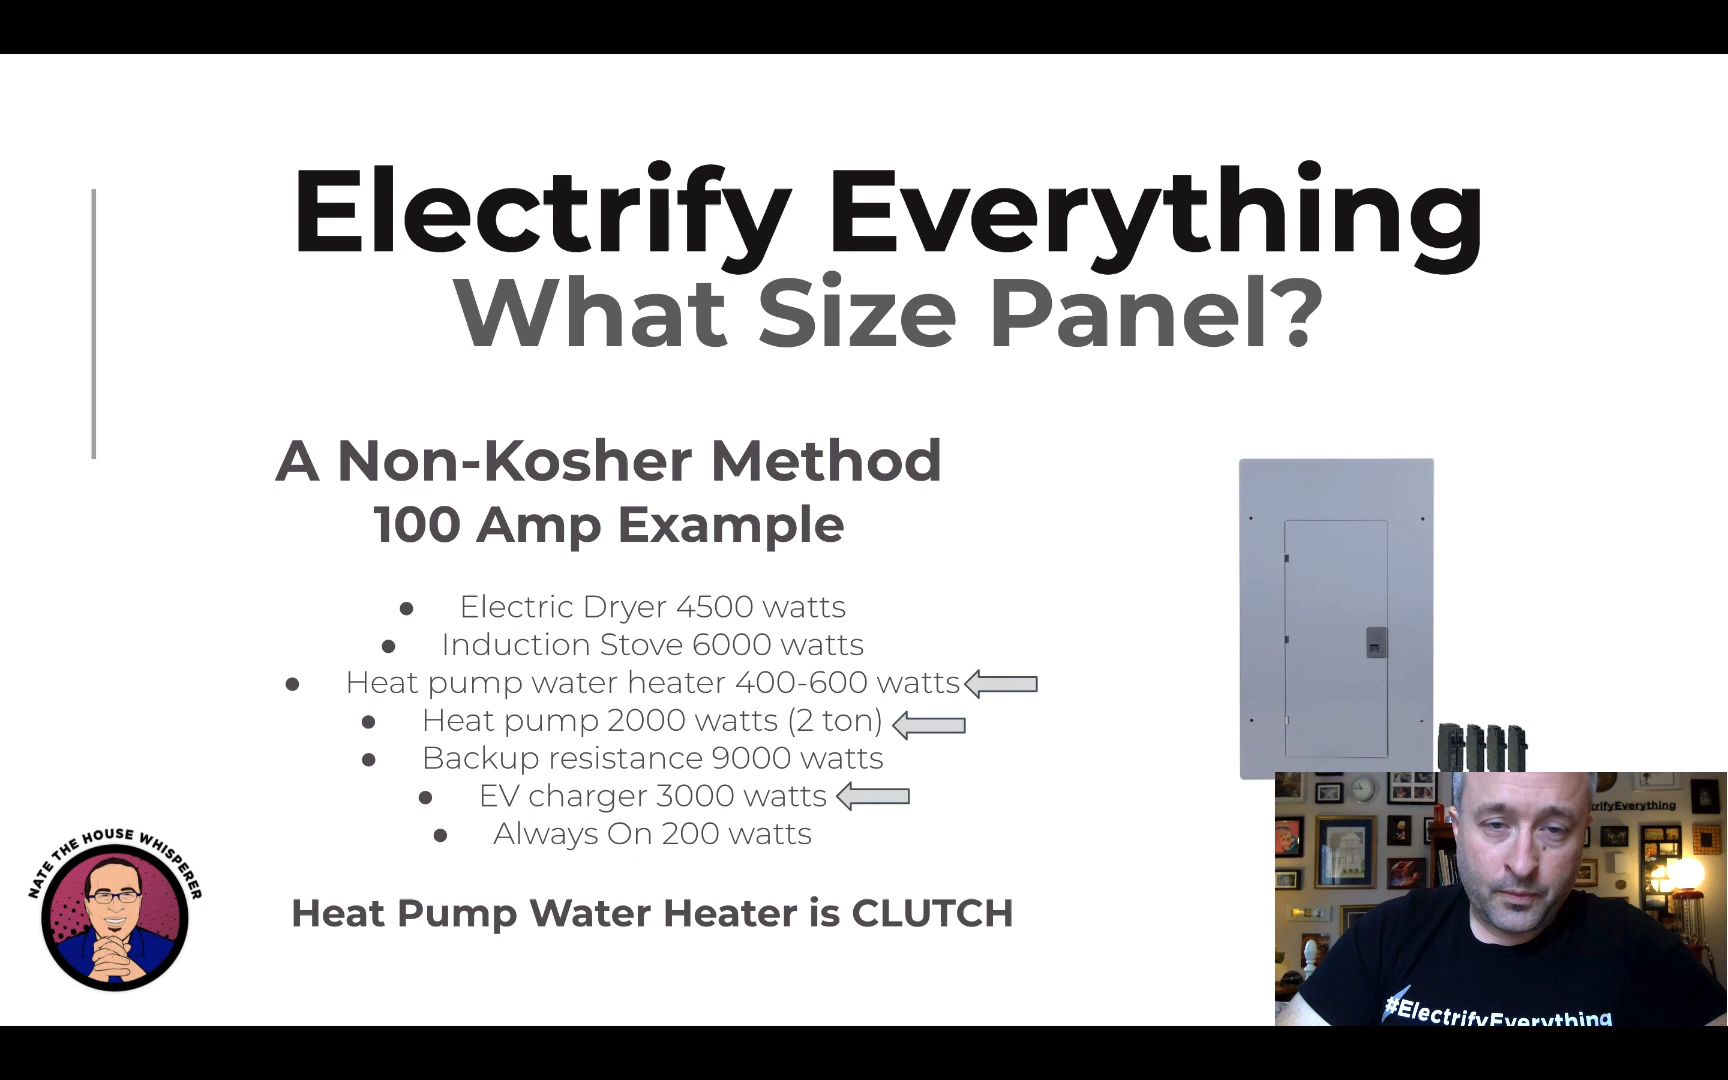 Electrify Everything
What Size Panel?
A Non-Kosher Method
100 Amp Example
● Electric Dryer 4500 watts
● Induction Stove 6000 watts
● Heat pump water heater 400-600 watts
● Heat pump 2000 watts (2 ton)
● Backup resistance 9000 watts
● EV charger 3000 watts
● Always On 200 watts
Heat Pump Water Heater is CLUTCH
NATE THE HOUSE WHISPERER
rifyEverything
#ElectrifyEverything